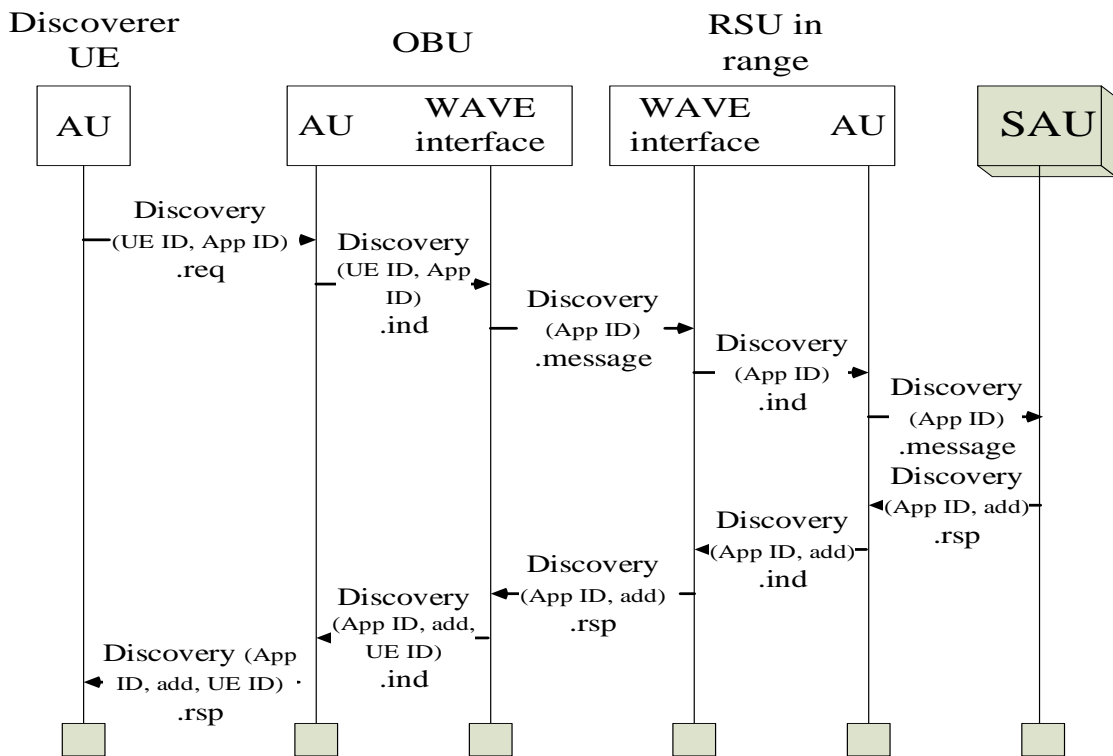 Discoverer
UE
OBU
RSU in
range
AU
AU
WAVE
interface
WAVE
interface
AU
SAU
Discovery
(UE ID, App ID)
.req
Discovery
(UE ID, App
ID)
.ind
Discovery
(App ID)
.message
Discovery
(App ID)
.ind
Discovery
(App ID)
.message
Discovery
(App ID, add)
.rsp
Discovery
(App ID, add)
.ind
Discovery
(App ID, add)
.rsp
Discovery
(App ID, add,
UE ID)
.ind
Discovery (App
ID, add, UE ID)
.rsp